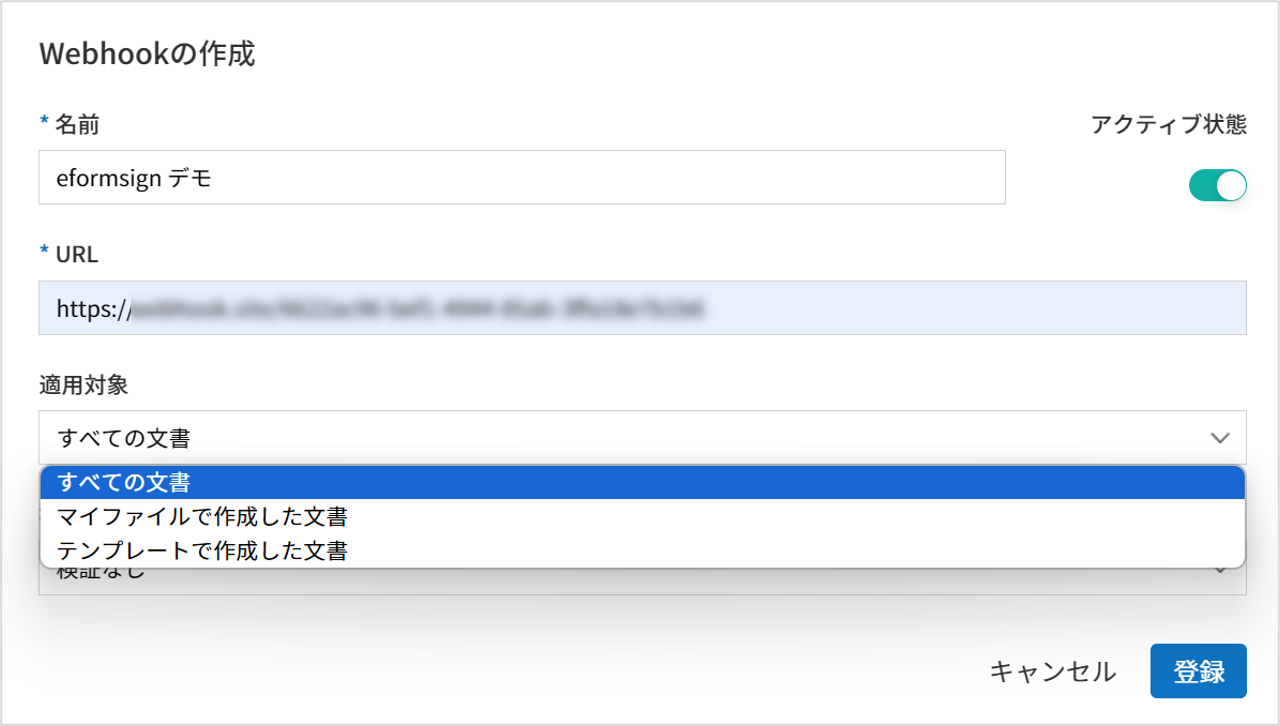 Webhookの作成
* 名前
アクティブ状態
eformsign デモ
* URL
https://
適用対象
すべての文書
すべての文書
マイファイルで作成した文書
テンプレートで作成した文書
検証なし
キャンセル
登録